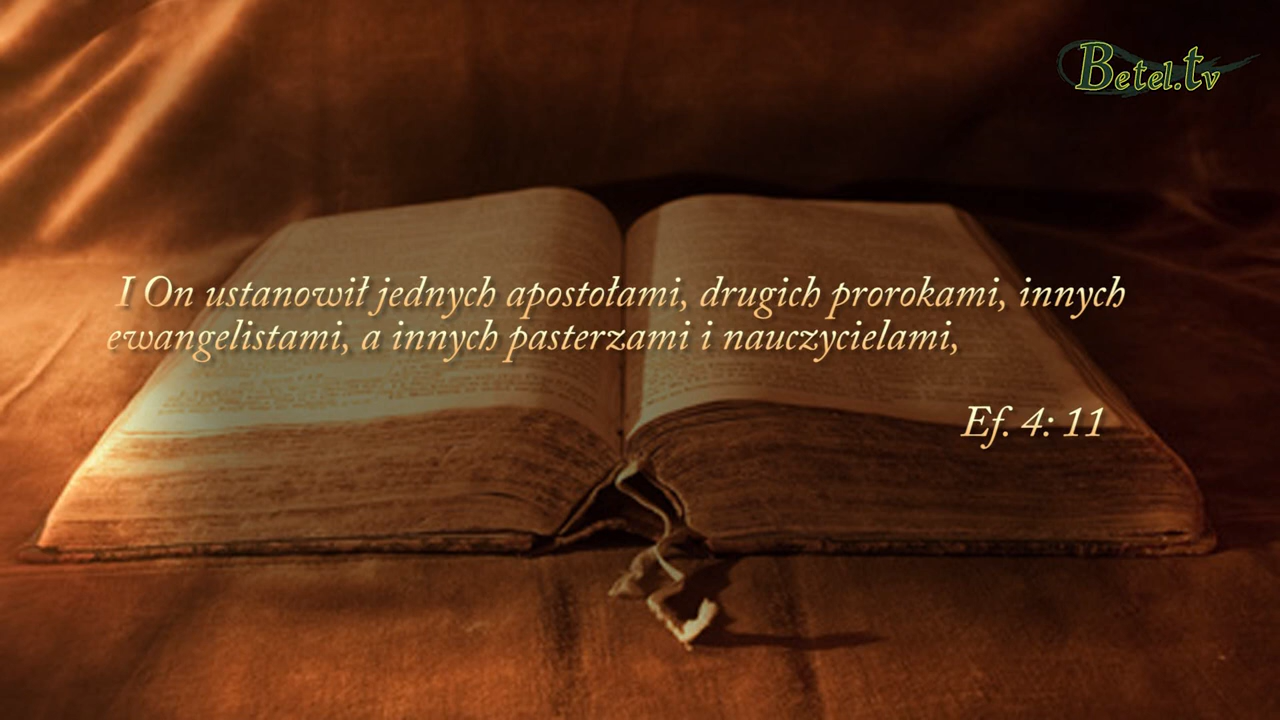 Betel.tv
I On ustanowił jednych apostołami, drugich prorokami, innych
ewangelistami, a innych pasterzami i nauczycielami,
Ef. 4: 11